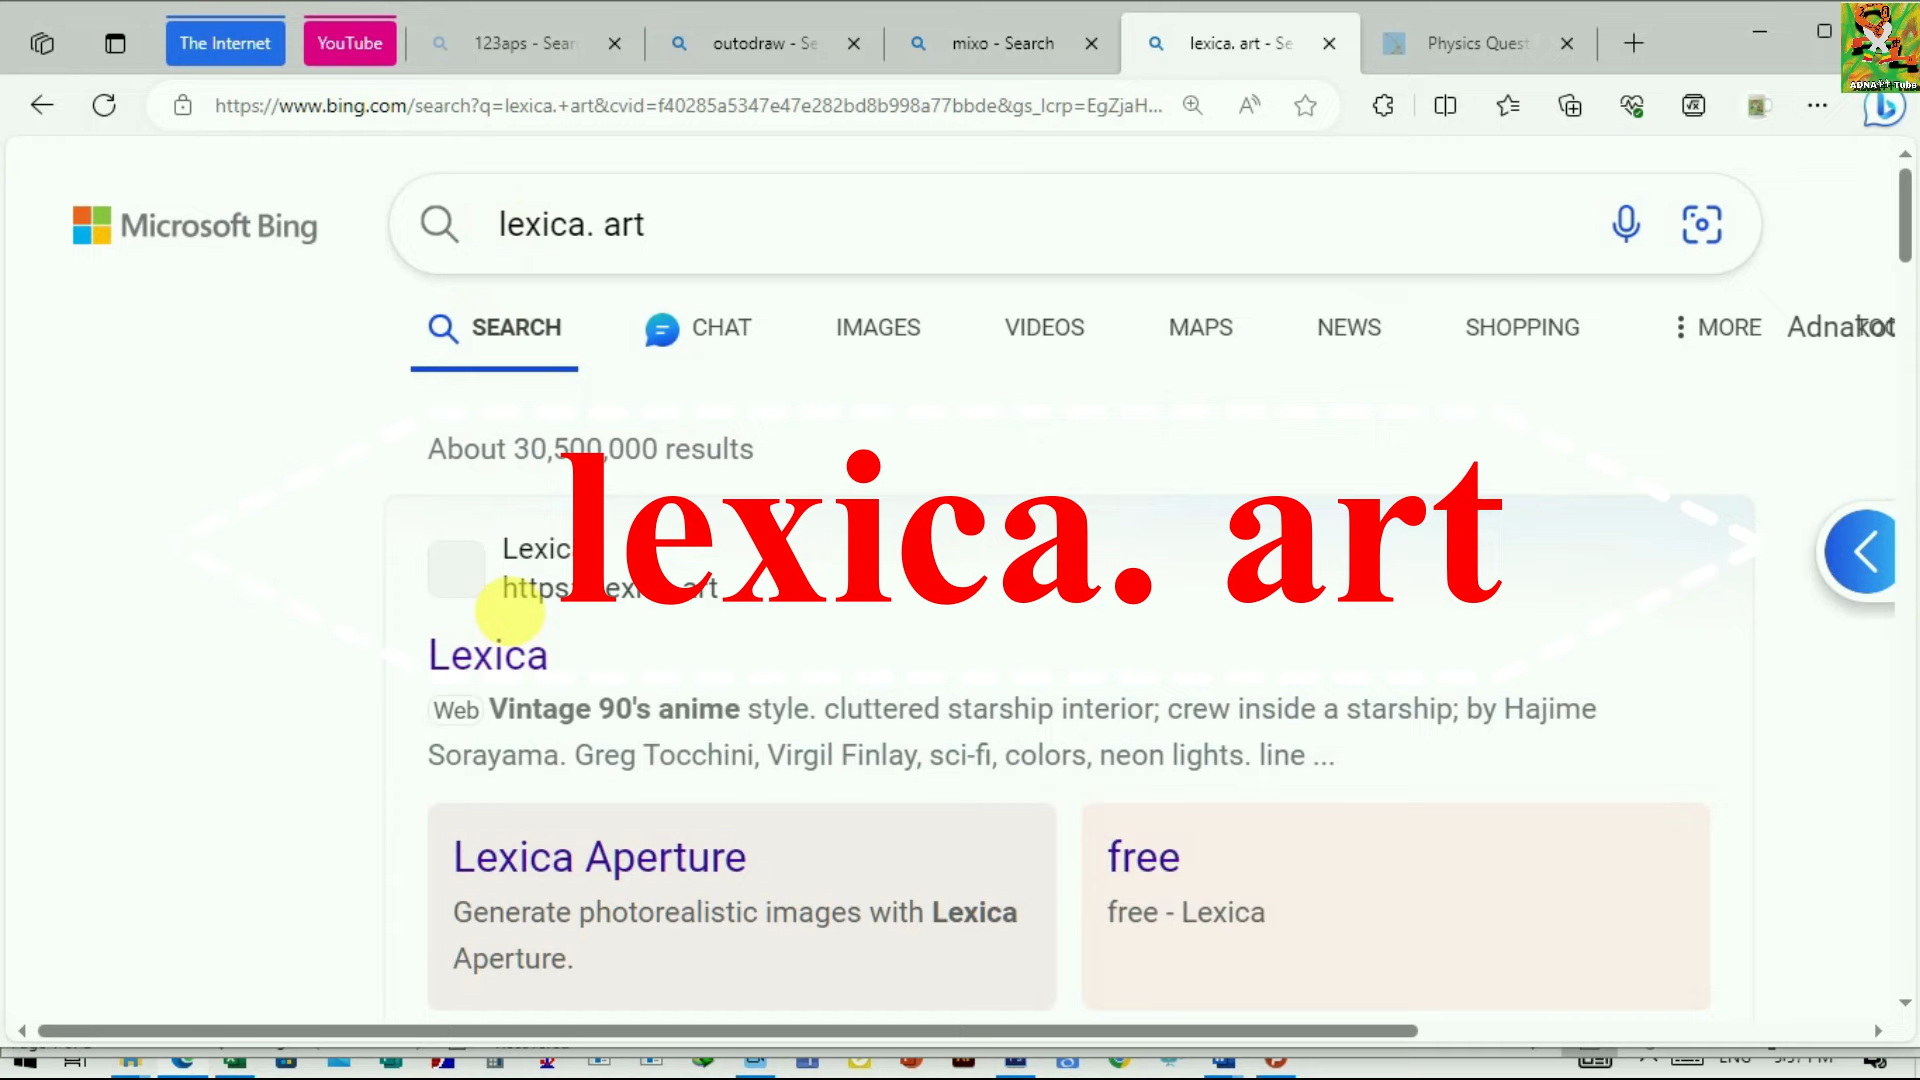 The Internet
YouTube
123aps - Sear
outodraw - Se
mixo - Search
lexica. art - Se
Physics Quest
https://www.bing.com/search?q=lexica.+art&cvid=f40285a5347e47e282bd8b998a77bbde&gs_lcrp=EgZjaH...
Microsoft Bing
lexica. art
SEARCH
CHAT
IMAGES
VIDEOS
MAPS
NEWS
SHOPPING
MORE
About 30,500,000 results
lexica. art
Lexica
Web Vintage 90's anime style. cluttered starship interior; crew inside a starship; by Hajime
Sorayama. Greg Tocchini, Virgil Finlay, sci-fi, colors, neon lights. line ...
Lexica Aperture
Generate photorealistic images with Lexica
Aperture.
free
free - Lexica